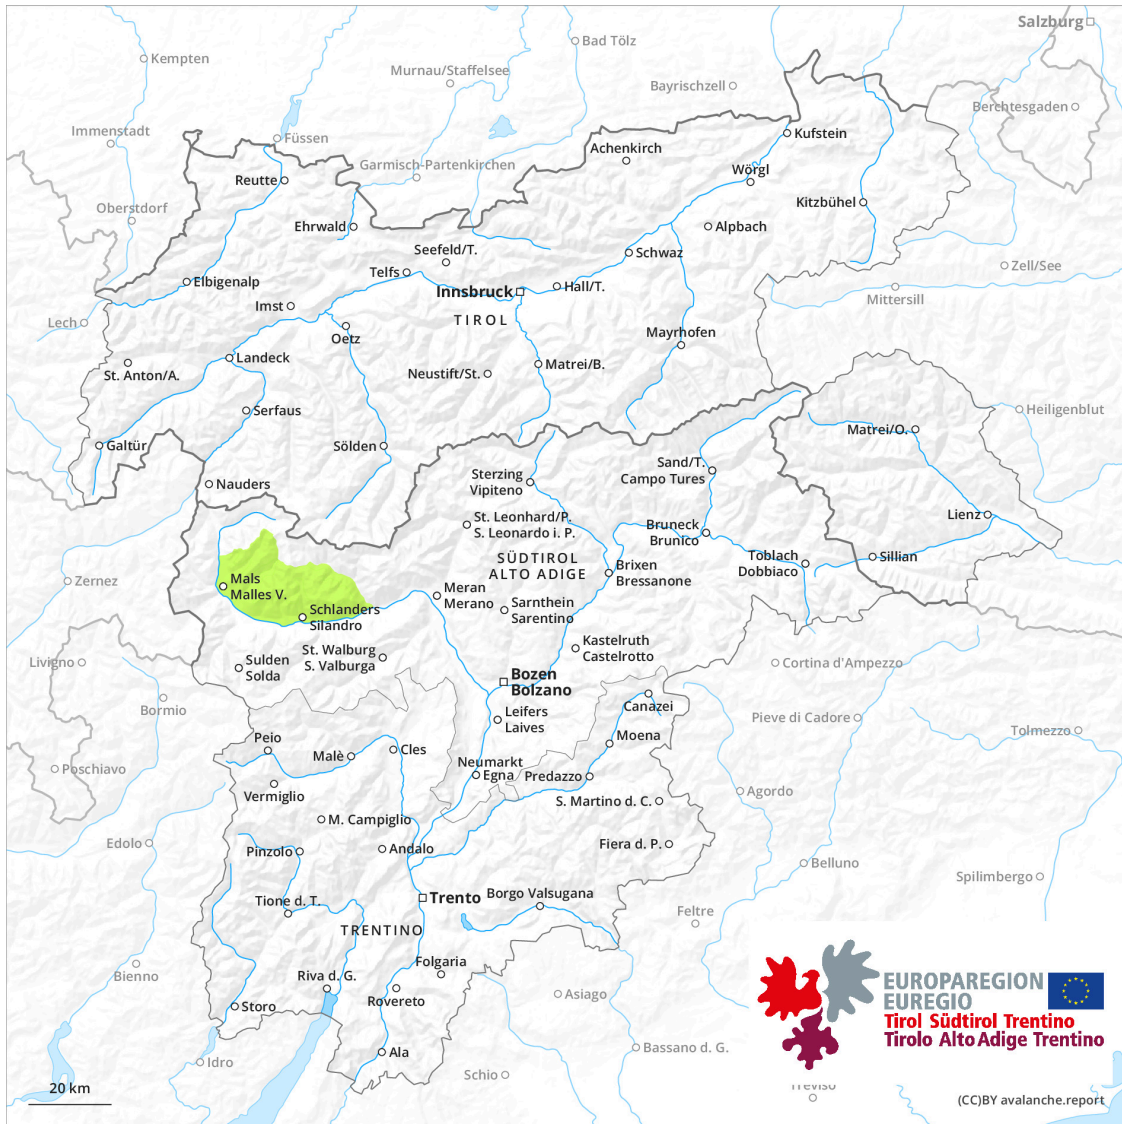 Salzburg
Bad Tölz
Kempten
Murnau/Staffelsee
Bayrischzell
Berchtesgaden
Immenstadt
Füssen
Kufstein
Achenkirch
Garmisch-Partenkirchen
Wörgl
Reutte
Kitzbühel
Oberstdorf
Ehrwald
Alpbach
Seefeld/T.
Schwaz
Zell/See
Telfs
Elbigenalp
Innsbruck
Hall/T.
Mittersill
Imst
TIROL
Lech
Oetz
Mayrhofen
Landeck
Matrei/B.
St. Anton/A.
Neustift/St.
Serfaus
Heiligenblut
Matrei/O.
Galtür
Sölden
Sand/T.
Campo Tures
Sterzing
Vipiteno
Nauders
St. Leonhard/P.
S. Leonardo i. P.
Lienz
Bruneck
Brunico
SÜDTIROL
ALTO ADIGE
Toblach
Dobbiaco
Sillian
Brixen
Bressanone
Zernez
Mals
Malles V.
Meran
Merano
Sarnthein
Sarentino
Schlanders
Silandro
Kastelruth
Castelrotto
St. Walburg
S. Valburga
Livigno
Sulden
Solda
Cortina d'Ampezzo
Bozen
Bolzano
Bormio
Canazei
Leifers
Laives
Pieve di Cadore
Tolmezzo
Peio
Moena
Malè
Cles
Poschiavo
Neumarkt
Egna
Predazzo
Vermiglio
Agordo
S. Martino d. C.
M. Campiglio
Edolo
Pinzolo
Andalo
Fiera d. P.
Belluno
Spilimbergo
Trento
Borgo Valsugana
Tione d. T.
Feltre
TRENTINO
Folgaria
Bienno
Riva d. G.
Rovereto
Asiago
Storo
EUROPAREGION
EUREGIO
Tirol Südtirol Trentino
Tirolo Alto Adige Trentino
Ala
Bassano d. G.
Idro
Schio
Treviso
20 km
(CC)BY avalanche.report